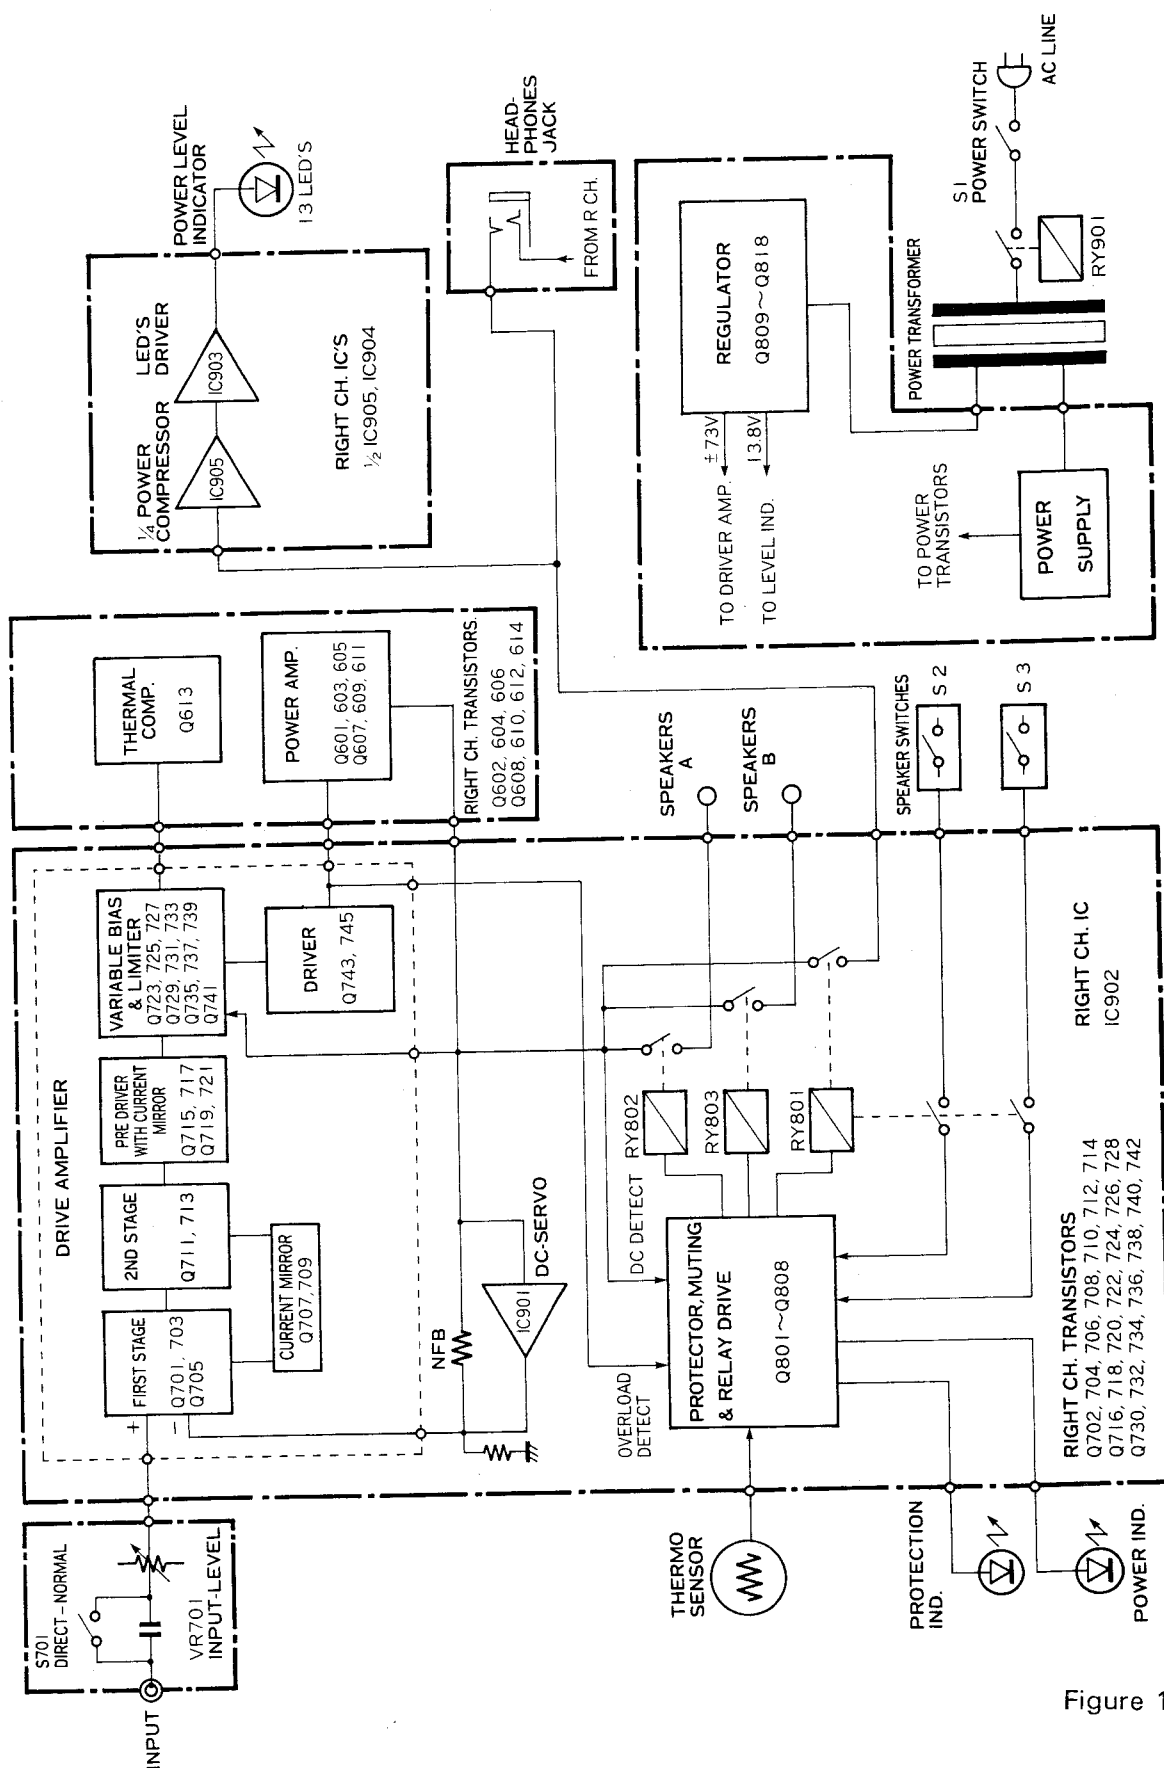 INPUT
S701
DIRECT-NORMAL
VR701
INPUT-LEVEL
DRIVE AMPLIFIER
+
−
FIRST STAGE
Q701, 703
Q705
2ND STAGE
Q711, 713
CURRENT MIRROR
Q707,709
PRE DRIVER
WITH CURRENT
MIRROR
Q715, 717
Q719, 721
VARIABLE BIAS
& LIMITER
Q723, 725, 727
Q729, 731, 733
Q735, 737, 739
Q741
DRIVER
Q743, 745
THERMAL
COMP.
Q613
POWER AMP.
Q601, 603, 605
Q607, 609, 611
RIGHT CH. TRANSISTORS.
Q602, 604, 606
Q608, 610, 612, 614
NFB
IC901
DC-SERVO
1/4 POWER
COMPRESSOR
IC905
LED'S
DRIVER
IC903
RIGHT CH. IC'S
½ IC905, IC904
POWER LEVEL
INDICATOR
13 LED'S
HEAD-
PHONES
JACK
FROM R CH.
OVERLOAD
DETECT
DC DETECT
PROTECTOR, MUTING
& RELAY DRIVE
Q801~Q808
RY802
RY803
RY801
SPEAKERS
A
SPEAKERS
B
SPEAKER SWITCHES
S 2
S 3
THERMO
SENSOR
PROTECTION
IND.
POWER IND.
RIGHT CH. TRANSISTORS
Q702, 704, 706, 708, 710, 712, 714
Q716, 718, 720, 722, 724, 726, 728
Q730, 732, 734, 736, 738, 740, 742
RIGHT CH. IC
IC902
REGULATOR
Q809~Q818
±73V
13.8V
TO DRIVER AMP.
TO LEVEL IND.
TO POWER
TRANSISTORS
POWER
SUPPLY
POWER TRANSFORMER
RY901
S1
POWER SWITCH
AC LINE
Figure 1